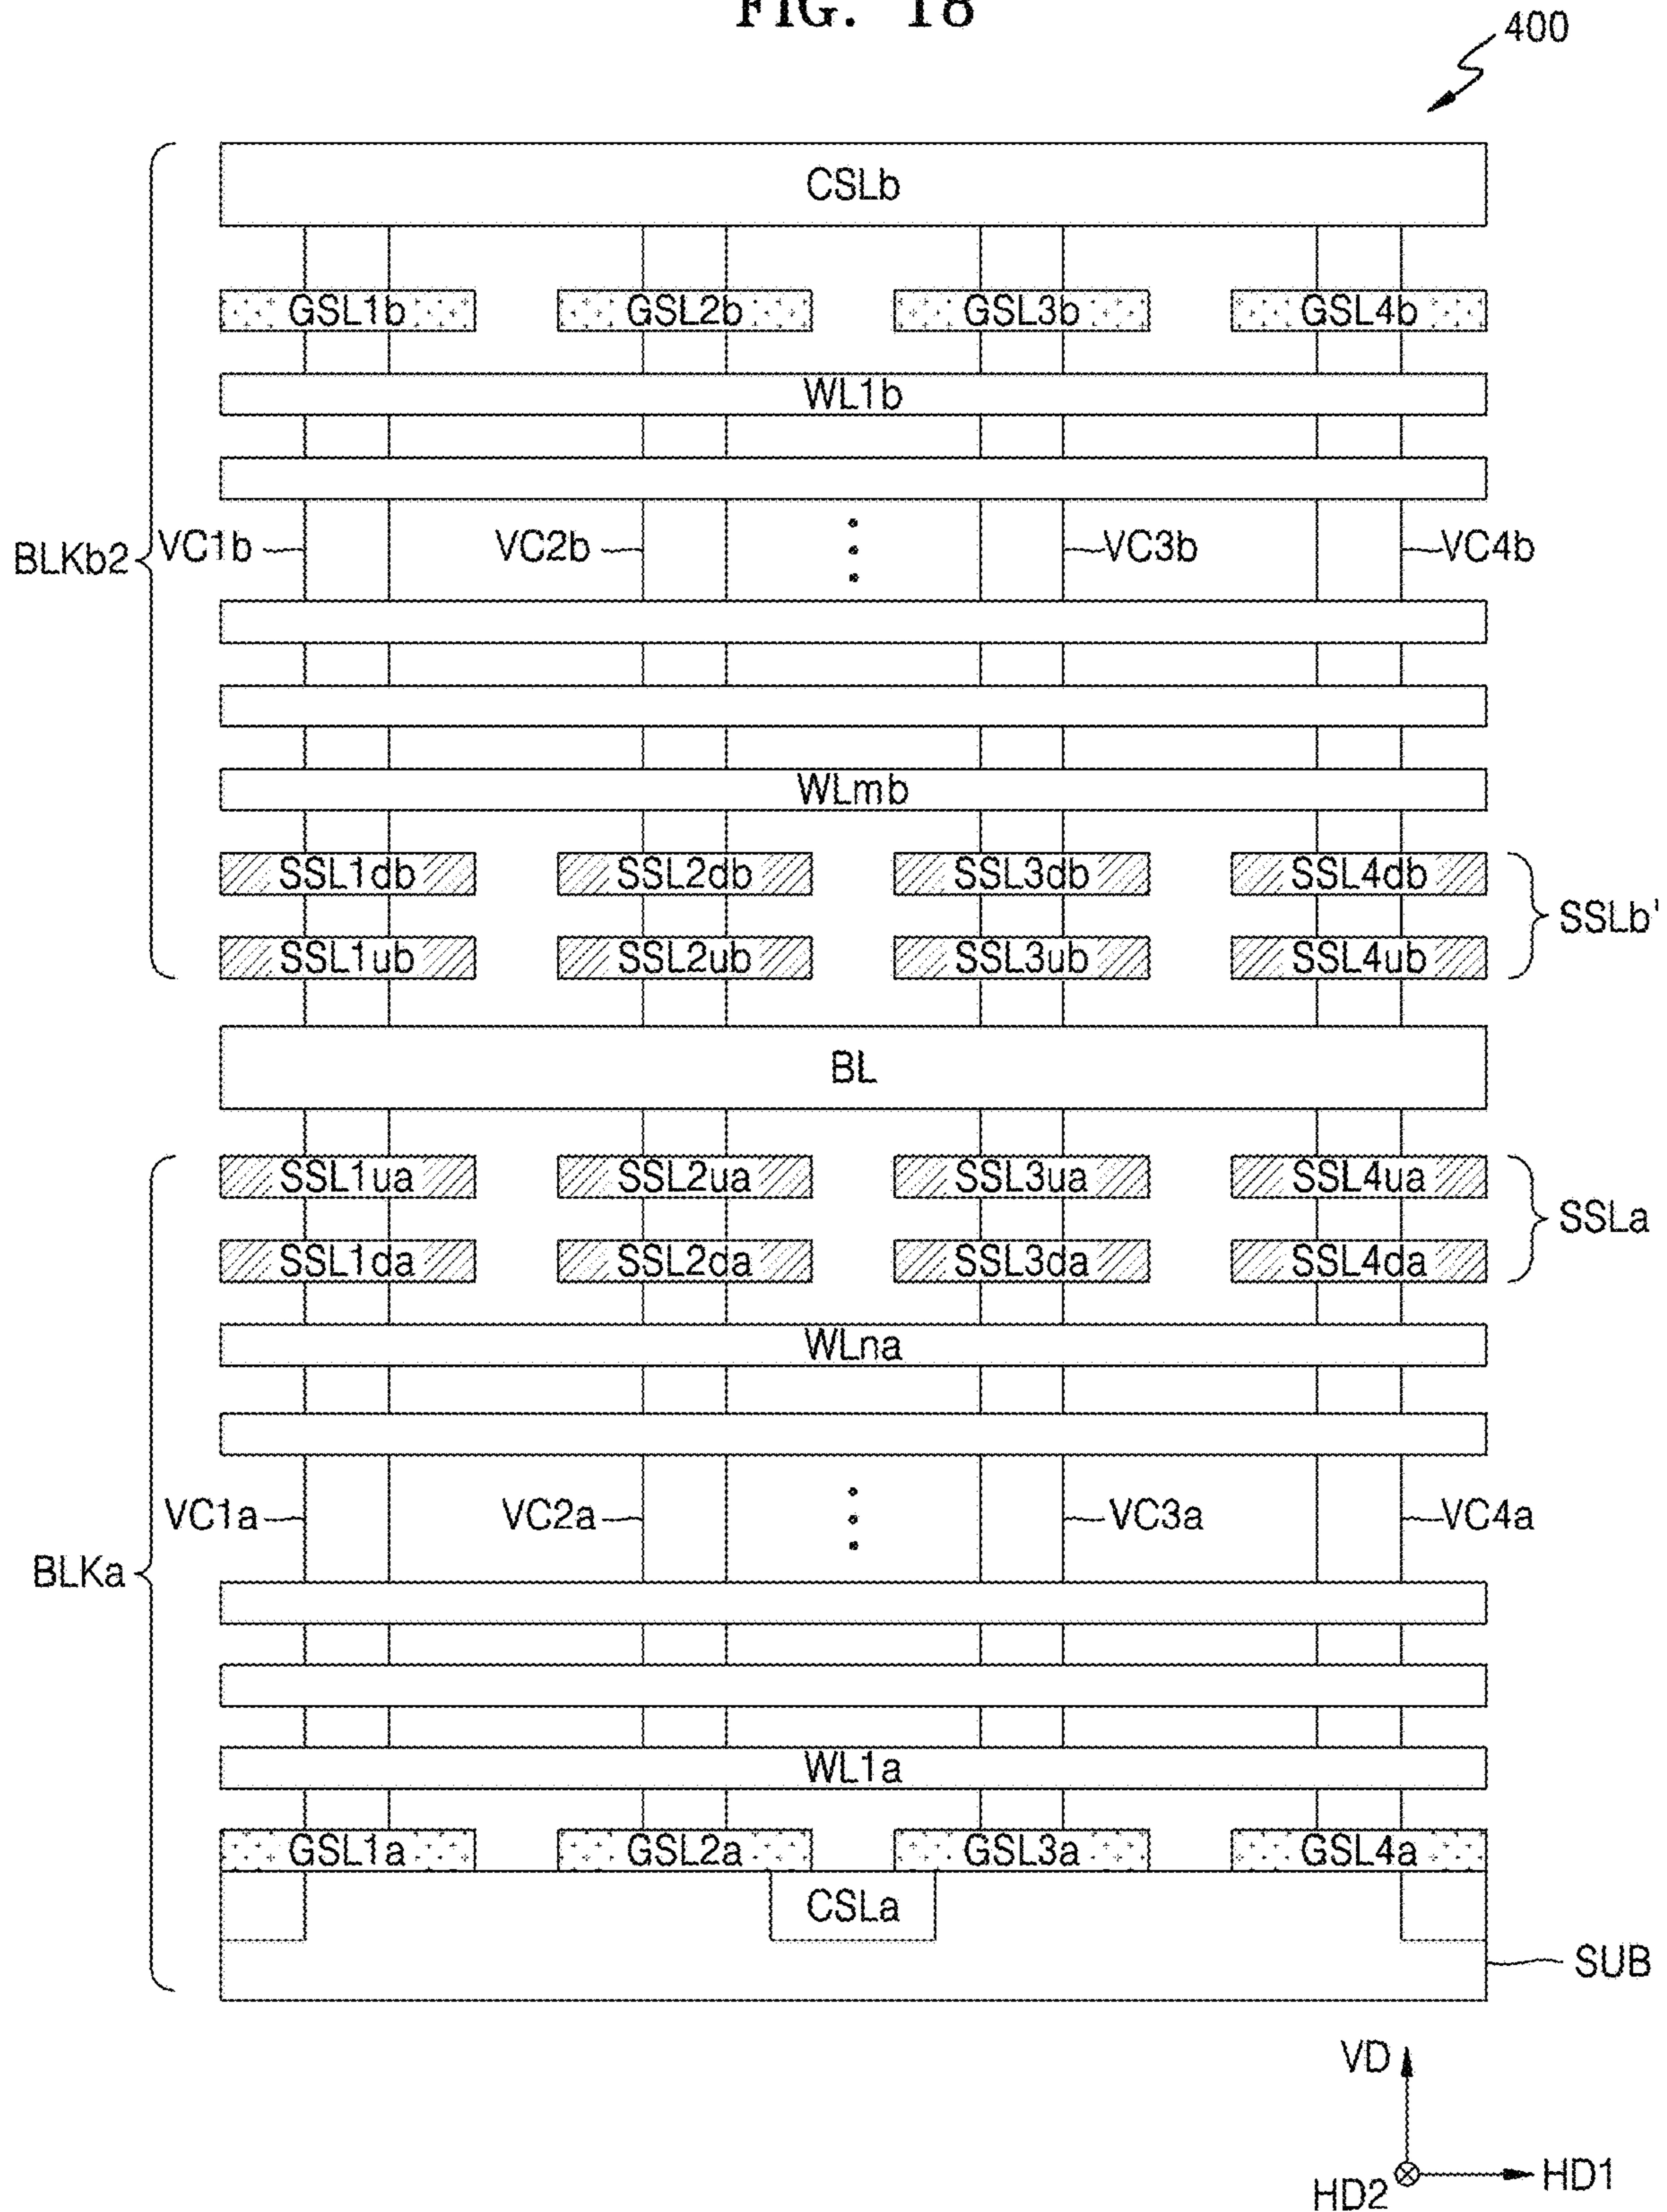 FIG. 18
400
CSLb
GSL1b GSL2b GSL3b GSL4b
WL1b
BLKb2 VC1b VC2b VC3b VC4b
WLmb
SSL1db SSL2db SSL3db SSL4db
SSLb'
SSL1ub SSL2ub SSL3ub SSL4ub
BL
SSL1ua SSL2ua SSL3ua SSL4ua
SSLa
SSL1da SSL2da SSL3da SSL4da
WLna
VC1a VC2a VC3a VC4a
BLKa
WL1a
GSL1a GSL2a GSL3a GSL4a
CSLa
SUB
VD
HD1
HD2